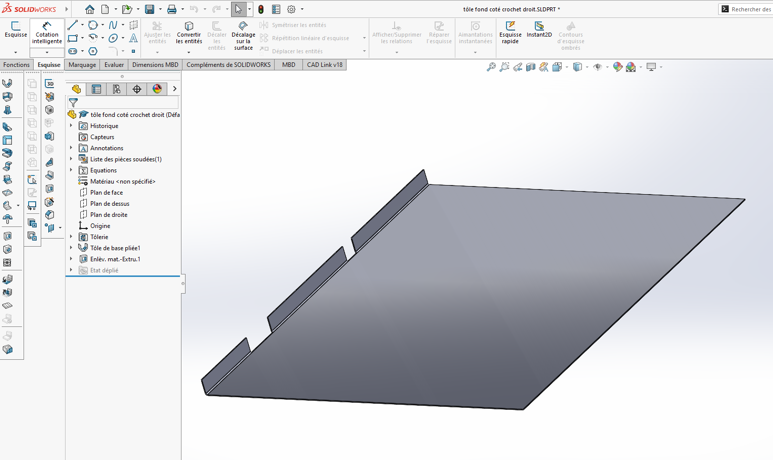 SOLIDWORKS
tôle fond coté crochet droit.SLDPRT *
Rechercher des
Esquisse
Cotation intelligente
Ajuster les entités
Convertir les entités
Décaler les entités
Décalage sur la surface
Symétriser les entités
Répétition linéaire d'esquisse
Déplacer les entités
Afficher/Supprimer les relations
Réparer l'esquisse
Aimantations instantanées
Esquisse rapide
Instant2D
Contours d'esquisse ombrés
Fonctions
Esquisse
Marquage
Evaluer
Dimensions MBD
Compléments de SOLIDWORKS
MBD
CAD Link v18
tôle fond coté crochet droit (Défa
Historique
Capteurs
Annotations
Liste des pièces soudées(1)
Equations
Matériau <non spécifié>
Plan de face
Plan de dessus
Plan de droite
Origine
Tôlerie
Tôle de base pliée1
Enlèv. mat.-Extru.1
Etat déplié